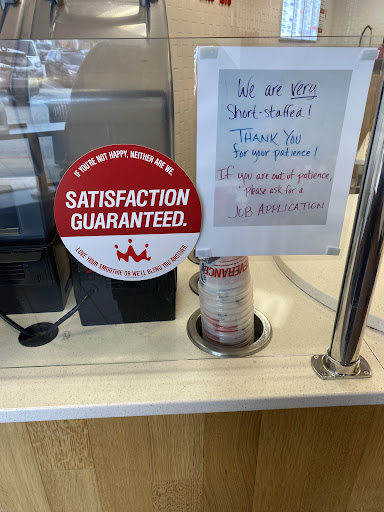 IF YOU'RE NOT HAPPY, NEITHER ARE WE.
SATISFACTION
GUARANTEED.
LOVE YOUR SMOOTHIE OR WE'LL BLEND YOU ANOTHER.
We are very
Short-staffed!
THANK YOU
for your patience!
If you are out of patience,
Please ask for a
JOB APPLICATION